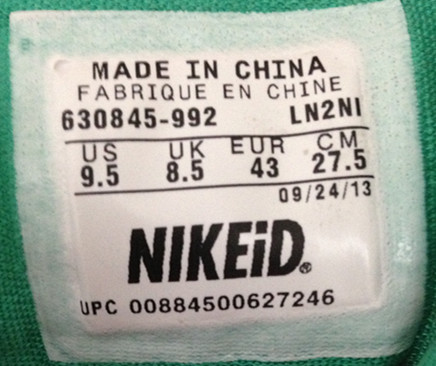 MADE IN CHINA
FABRIQUE EN CHINE
630845-992 LN2NI
US UK EUR CM
9.5 8.5 43 27.5
09/24/13
NIKEiD®
UPC 00884500627246